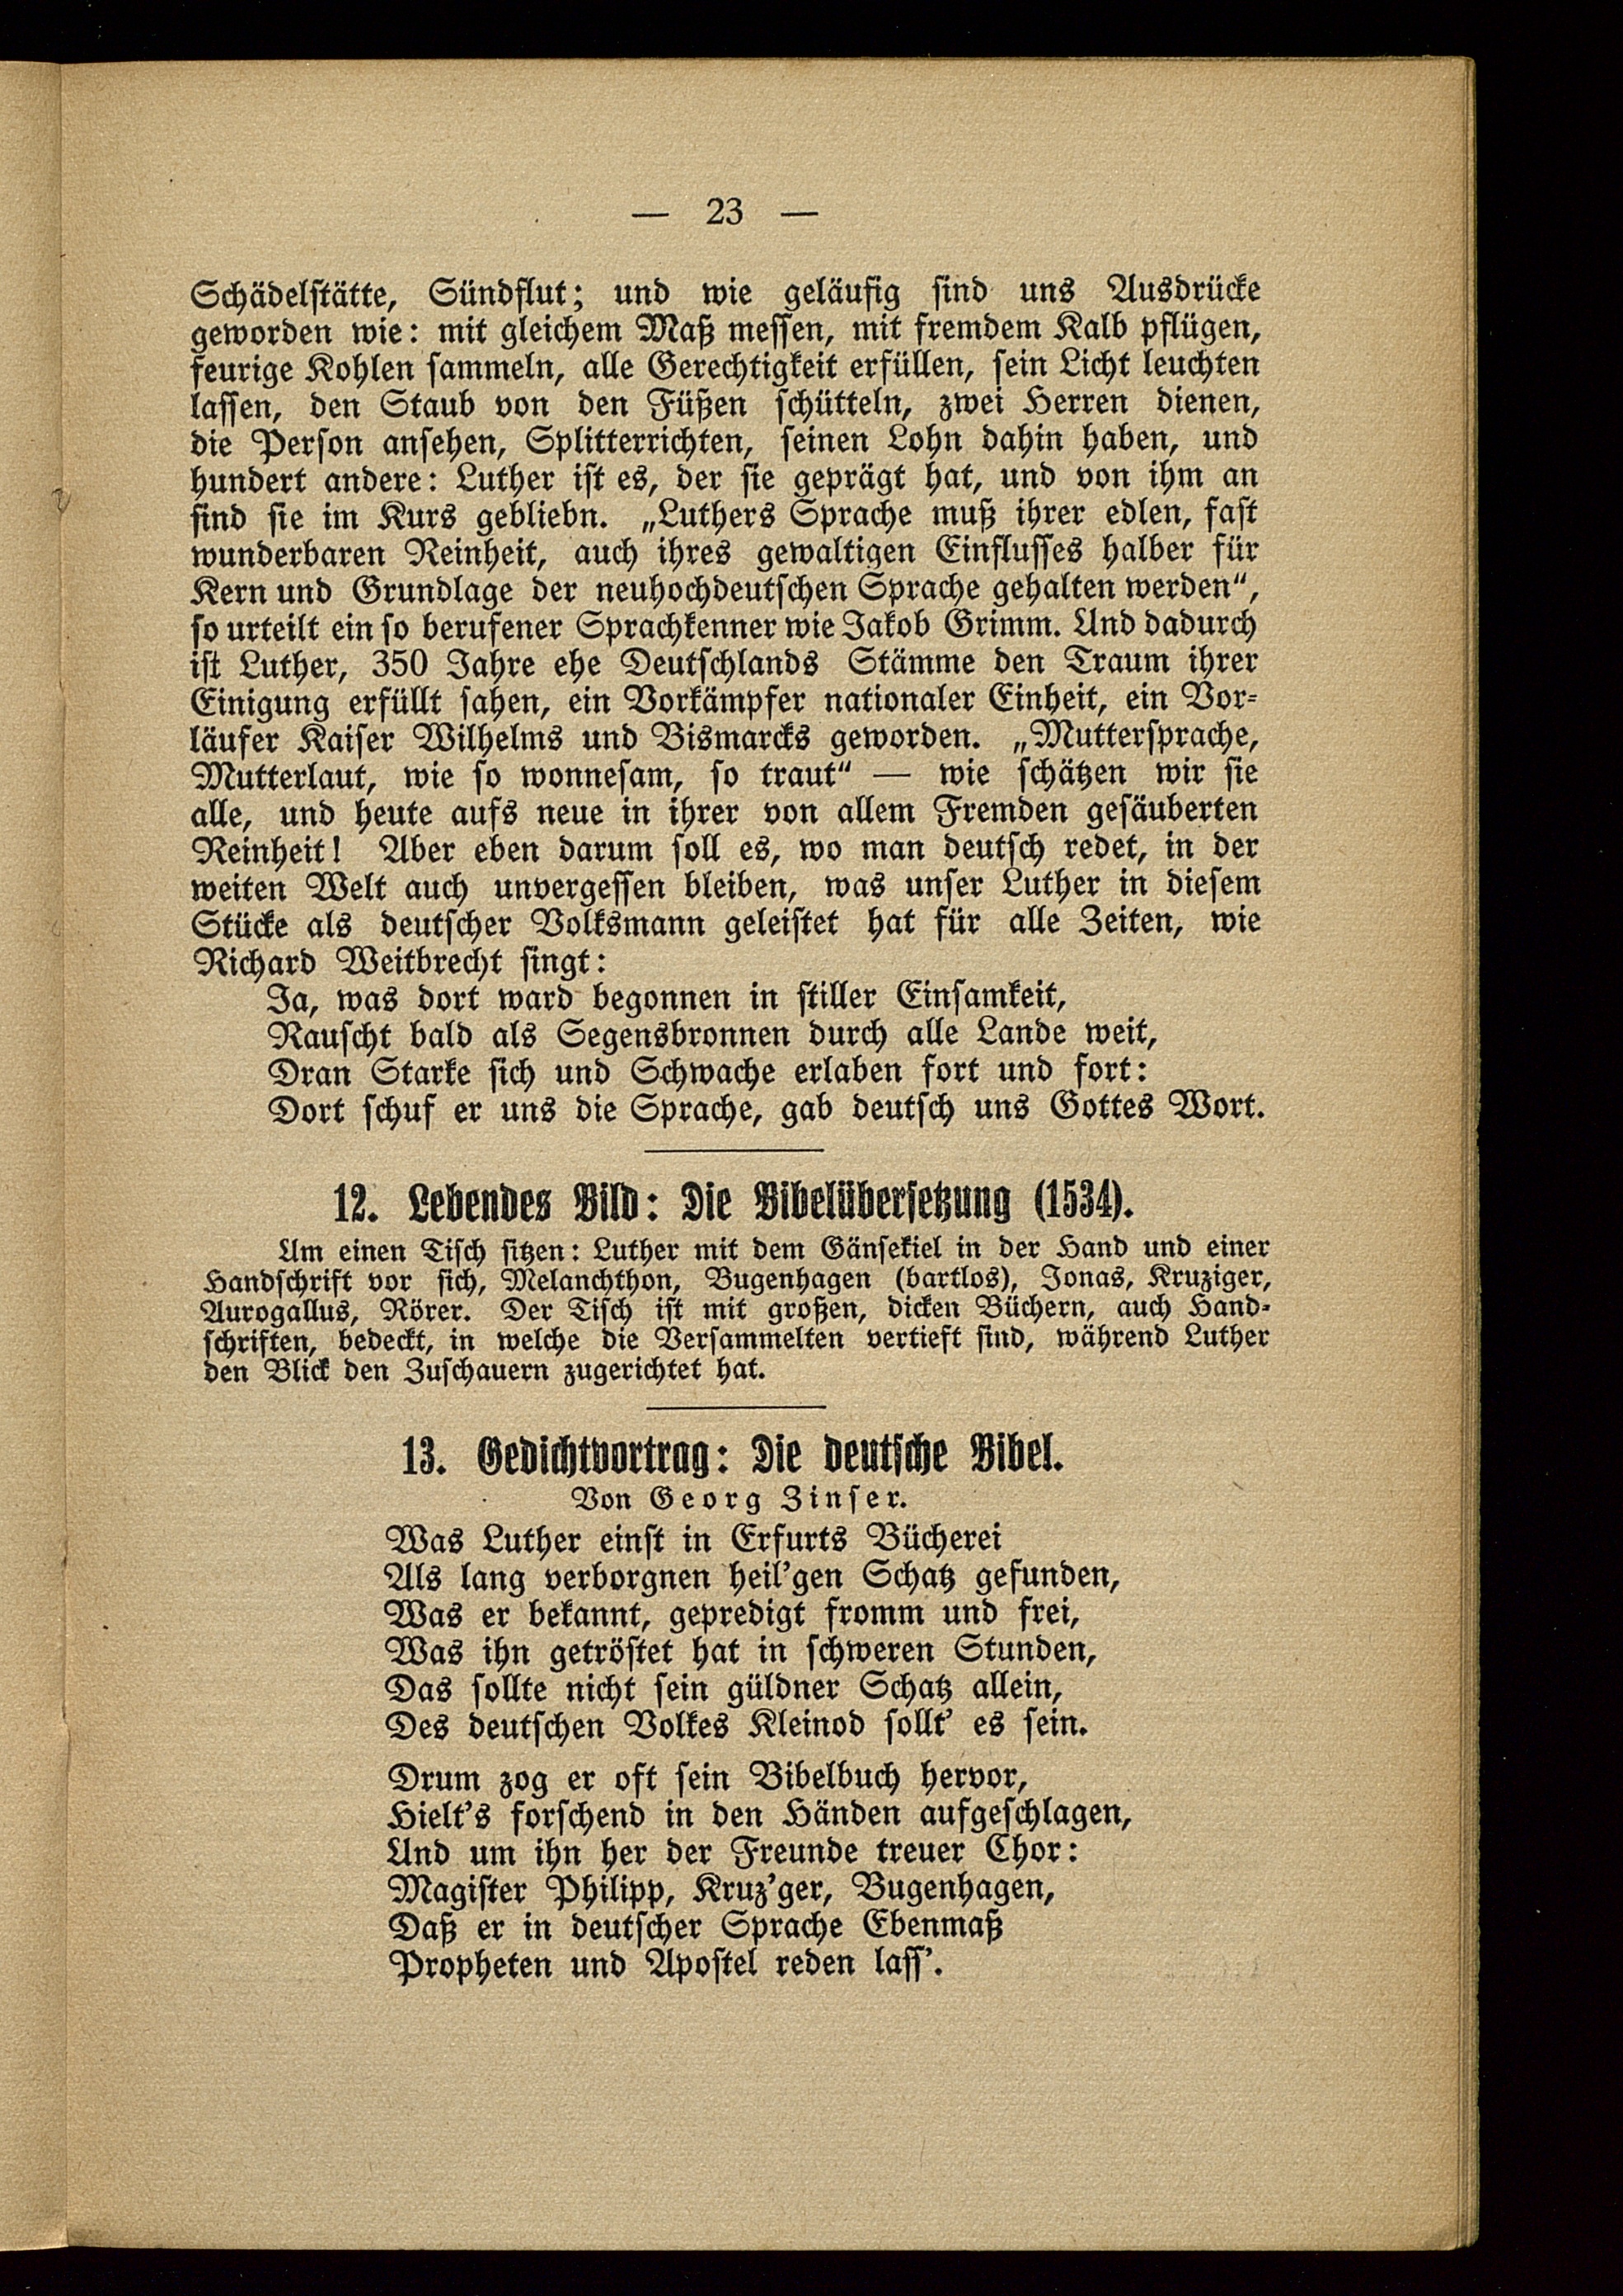 — 23 —
Schädelstätte, Sündflut; und wie geläufig sind uns Ausdrücke
geworden wie: mit gleichem Maß messen, mit fremdem Kalb pflügen,
feurige Kohlen sammeln, alle Gerechtigkeit erfüllen, sein Licht leuchten
lassen, den Staub von den Füßen schütteln, zwei Herren dienen,
die Person ansehen, Splitterrichten, seinen Lohn dahin haben, und
hundert andere: Luther ist es, der sie geprägt hat, und von ihm an
sind sie im Kurs gebliebn. „Luthers Sprache muß ihrer edlen, fast
wunderbaren Reinheit, auch ihres gewaltigen Einflusses halber für
Kern und Grundlage der neuhochdeutschen Sprache gehalten werden“,
so urteilt ein so berufener Sprachkenner wie Jakob Grimm. Und dadurch
ist Luther, 350 Jahre ehe Deutschlands Stämme den Traum ihrer
Einigung erfüllt sahen, ein Vorkämpfer nationaler Einheit, ein Vor-
läufer Kaiser Wilhelms und Bismarcks geworden. „Muttersprache,
Mutterlaut, wie so wonnesam, so traut“ — wie schätzen wir sie
alle, und heute aufs neue in ihrer von allem Fremden gesäuberten
Reinheit! Aber eben darum soll es, wo man deutsch redet, in der
weiten Welt auch unvergessen bleiben, was unser Luther in diesem
Stücke als deutscher Volksmann geleistet hat für alle Zeiten, wie
Richard Weitbrecht singt:
Ja, was dort ward begonnen in stiller Einsamkeit,
Rauscht bald als Segensbronnen durch alle Lande weit,
Dran Starke sich und Schwache erlaben fort und fort:
Dort schuf er uns die Sprache, gab deutsch uns Gottes Wort.
12. Lebendes Bild: Die Bibelübersetzung (1534).
Um einen Tisch sitzen: Luther mit dem Gänsekiel in der Hand und einer
Handschrift vor sich, Melanchthon, Bugenhagen (bartlos), Jonas, Kruziger,
Aurogallus, Rörer. Der Tisch ist mit großen, dicken Büchern, auch Hand-
schriften, bedeckt, in welche die Versammelten vertieft sind, während Luther
den Blick den Zuschauern zugerichtet hat.
13. Gedichtvortrag: Die deutsche Bibel.
Von Georg Zinser.
Was Luther einst in Erfurts Bücherei
Als lang verborgnen heil'gen Schatz gefunden,
Was er bekannt, gepredigt fromm und frei,
Was ihn getröstet hat in schweren Stunden,
Das sollte nicht sein güldner Schatz allein,
Des deutschen Volkes Kleinod sollt' es sein.
Drum zog er oft sein Bibelbuch hervor,
Hielt's forschend in den Händen aufgeschlagen,
Und um ihn her der Freunde treuer Chor:
Magister Philipp, Kruz'ger, Bugenhagen,
Daß er in deutscher Sprache Ebenmaß
Propheten und Apostel reden lass'.